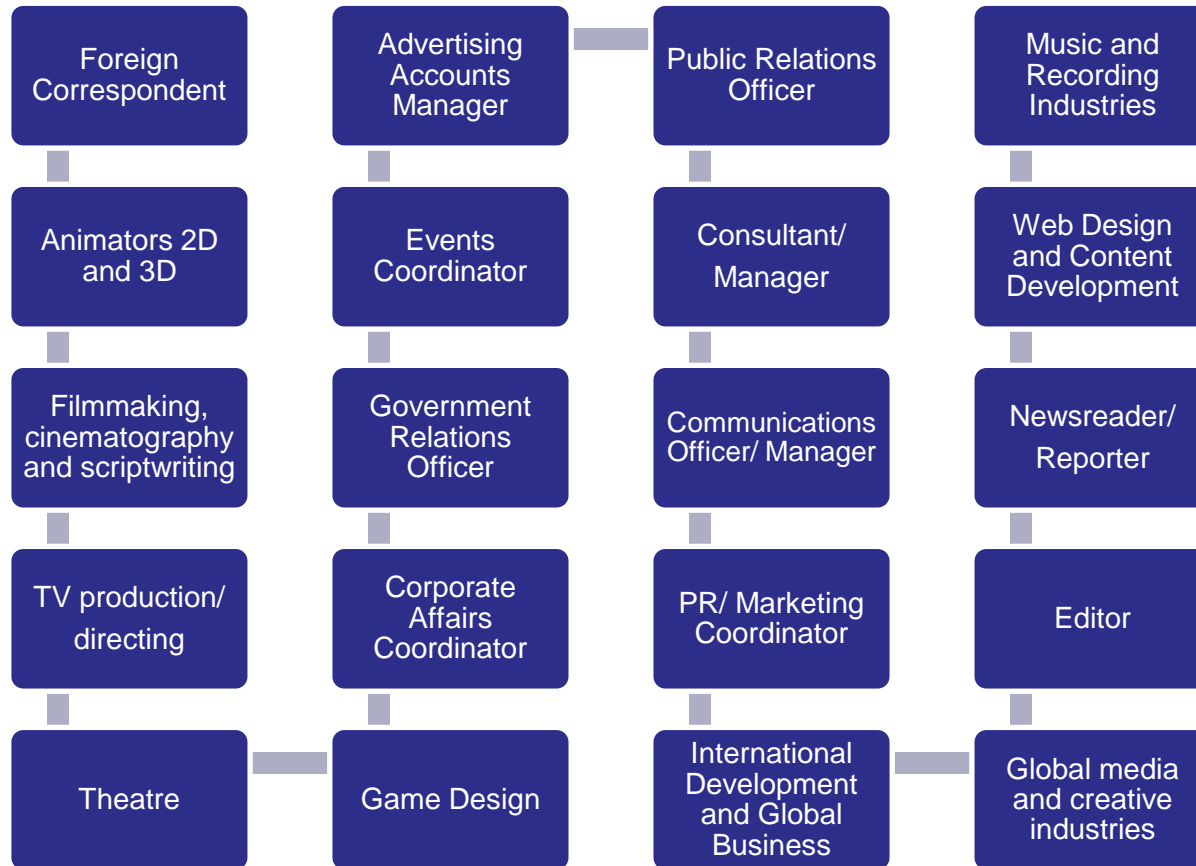 Foreign
Correspondent
Animators 2D
and 3D
Filmmaking,
cinematography
and scriptwriting
TV production/
directing
Theatre
Game Design
Corporate
Affairs
Coordinator
Government
Relations
Officer
Events
Coordinator
Advertising
Accounts
Manager
Public Relations
Officer
Consultant/
Manager
Communications
Officer/ Manager
PR/ Marketing
Coordinator
International
Development
and Global
Business
Global media
and creative
industries
Editor
Newsreader/
Reporter
Web Design
and Content
Development
Music and
Recording
Industries